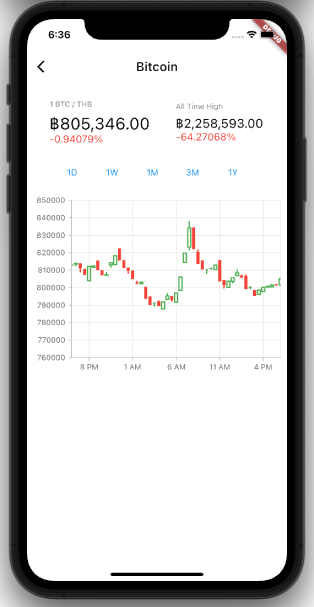 6:36
DEBUG
Bitcoin
1 BTC / THB
฿805,346.00
-0.94079%
All Time High
฿2,258,593.00
-64.27068%
1D 1W 1M 3M 1Y
850000
840000
830000
820000
810000
800000
790000
780000
770000
760000
8 PM 1 AM 6 AM 11 AM 4 PM